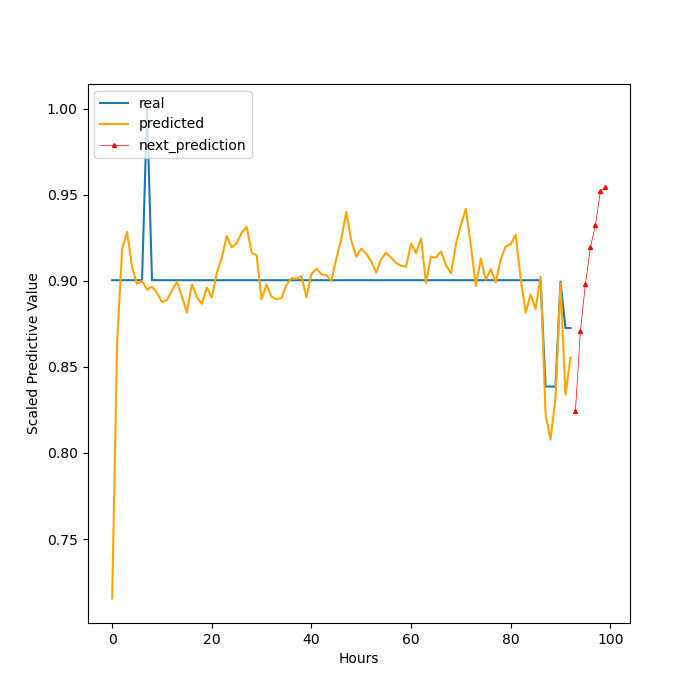 real
predicted
next_prediction
1.00
0.95
0.90
0.85
0.80
0.75
Scaled Predictive Value
0 20 40 60 80 100
Hours